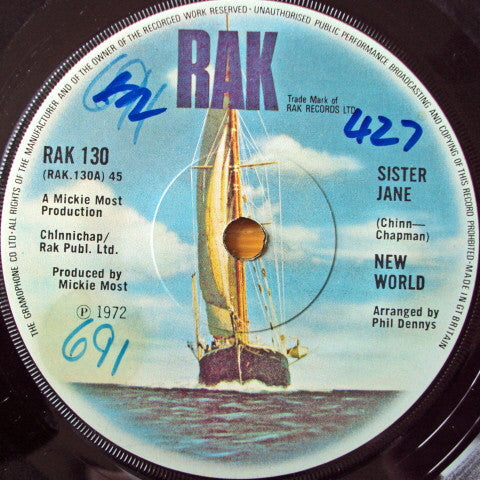 THE GRAMOPHONE CO LTD · ALL RIGHTS OF THE MANUFACTURER AND OF THE OWNER OF THE RECORDED WORK RESERVED · UNAUTHORISED PUBLIC PERFORMANCE BROADCASTING AND COPYING OF THIS RECORD PROHIBITED · MADE IN GT BRITAIN
RAK
Trade Mark of
RAK RECORDS LTD
427
RAK 130
(RAK.130A) 45
A Mickie Most
Production
ChInnichap/
Rak Publ. Ltd.
Produced by
Mickie Most
Ⓟ 1972
691
SISTER
JANE
(Chinn—
Chapman)
NEW
WORLD
Arranged by
Phil Dennys